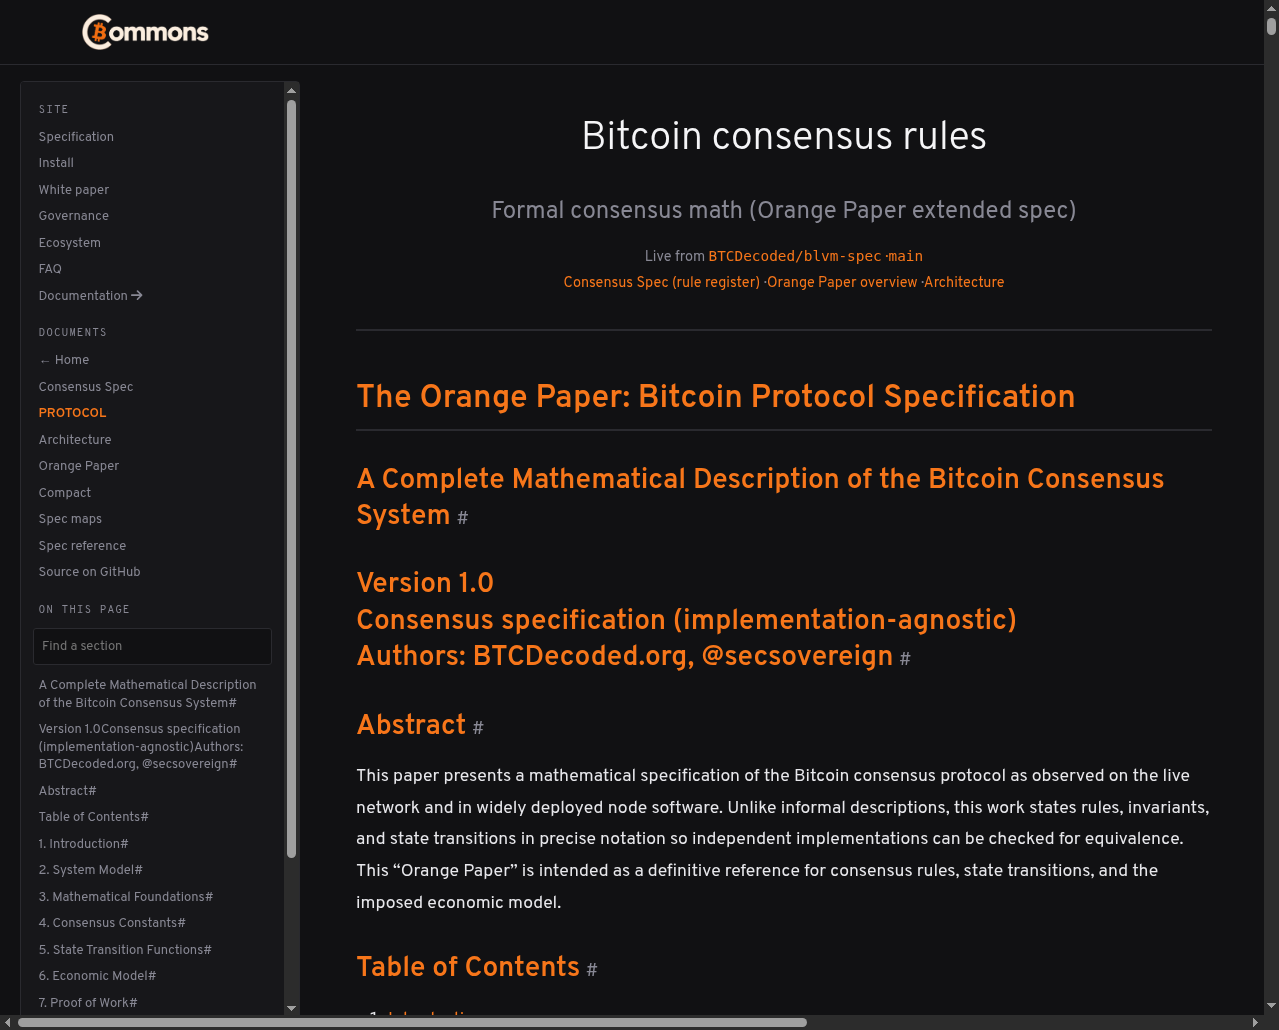 Commons
SITE
Specification
Install
White paper
Governance
Ecosystem
FAQ
Documentation →
DOCUMENTS
← Home
Consensus Spec
PROTOCOL
Architecture
Orange Paper
Compact
Spec maps
Spec reference
Source on GitHub
ON THIS PAGE
Find a section
A Complete Mathematical Description
of the Bitcoin Consensus System#
Version 1.0Consensus specification
(implementation-agnostic)Authors:
BTCDecoded.org, @secsovereign#
Abstract#
Table of Contents#
1. Introduction#
2. System Model#
3. Mathematical Foundations#
4. Consensus Constants#
5. State Transition Functions#
6. Economic Model#
7. Proof of Work#
Bitcoin consensus rules
Formal consensus math (Orange Paper extended spec)
Live from BTCDecoded/blvm-spec ·main
Consensus Spec (rule register) ·Orange Paper overview ·Architecture
The Orange Paper: Bitcoin Protocol Specification
A Complete Mathematical Description of the Bitcoin Consensus
System #
Version 1.0
Consensus specification (implementation-agnostic)
Authors: BTCDecoded.org, @secsovereign #
Abstract #
This paper presents a mathematical specification of the Bitcoin consensus protocol as observed on the live
network and in widely deployed node software. Unlike informal descriptions, this work states rules, invariants,
and state transitions in precise notation so independent implementations can be checked for equivalence.
This “Orange Paper” is intended as a definitive reference for consensus rules, state transitions, and the
imposed economic model.
Table of Contents #